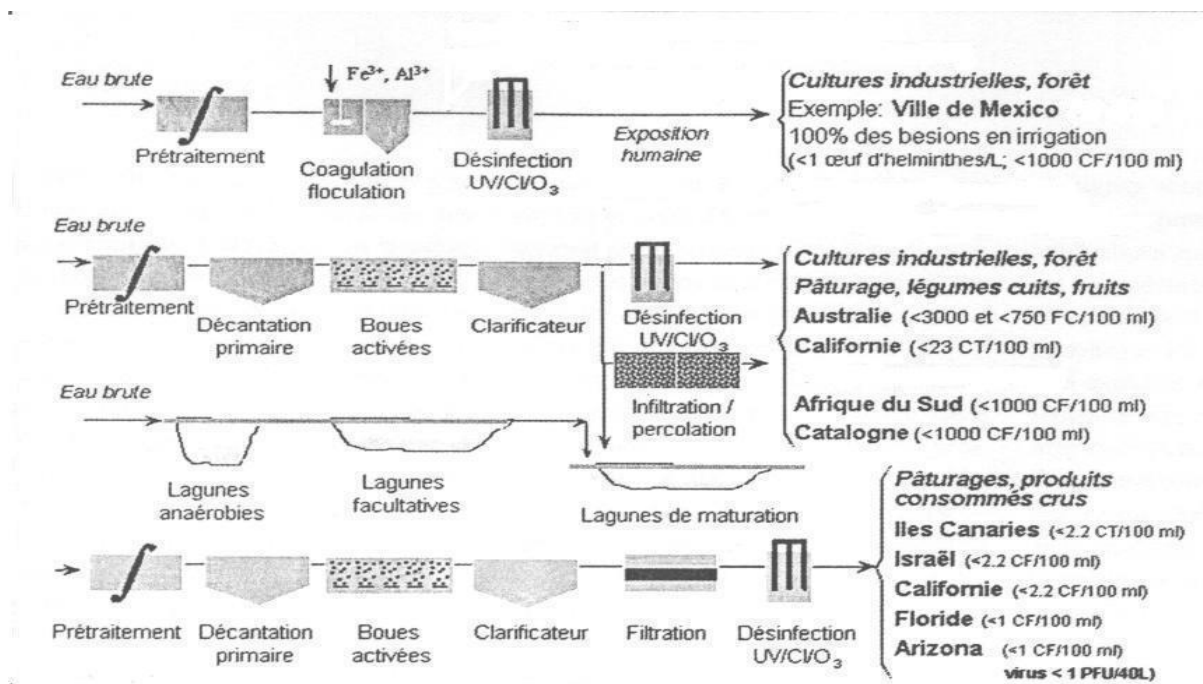 Eau brute
Fe³⁺, Al³⁺
Prétraitement
Coagulation
floculation
Désinfection
UV/Cl/O₃
Exposition
humaine
Cultures industrielles, forêt
Exemple: Ville de Mexico
100% des besions en irrigation
(<1 œuf d'helminthes/L; <1000 CF/100 ml)
Eau brute
Prétraitement
Décantation
primaire
Boues
activées
Clarificateur
Désinfection
UV/Cl/O₃
Infiltration /
percolation
Cultures industrielles, forêt
Pâturage, légumes cuits, fruits
Australie (<3000 et <750 FC/100 ml)
Californie (<23 CT/100 ml)
Afrique du Sud (<1000 CF/100 ml)
Catalogne (<1000 CF/100 ml)
Eau brute
Lagunes
anaérobies
Lagunes
facultatives
Lagunes de maturation
Prétraitement
Décantation
primaire
Boues
activées
Clarificateur
Filtration
Désinfection
UV/Cl/O₃
Pâturages, produits
consommés crus
Iles Canaries (<2.2 CT/100 ml)
Israël (<2.2 CF/100 ml)
Californie (<2.2 CF/100 ml)
Floride (<1 CF/100 ml)
Arizona (<1 CF/100 ml)
virus < 1 PFU/40L)